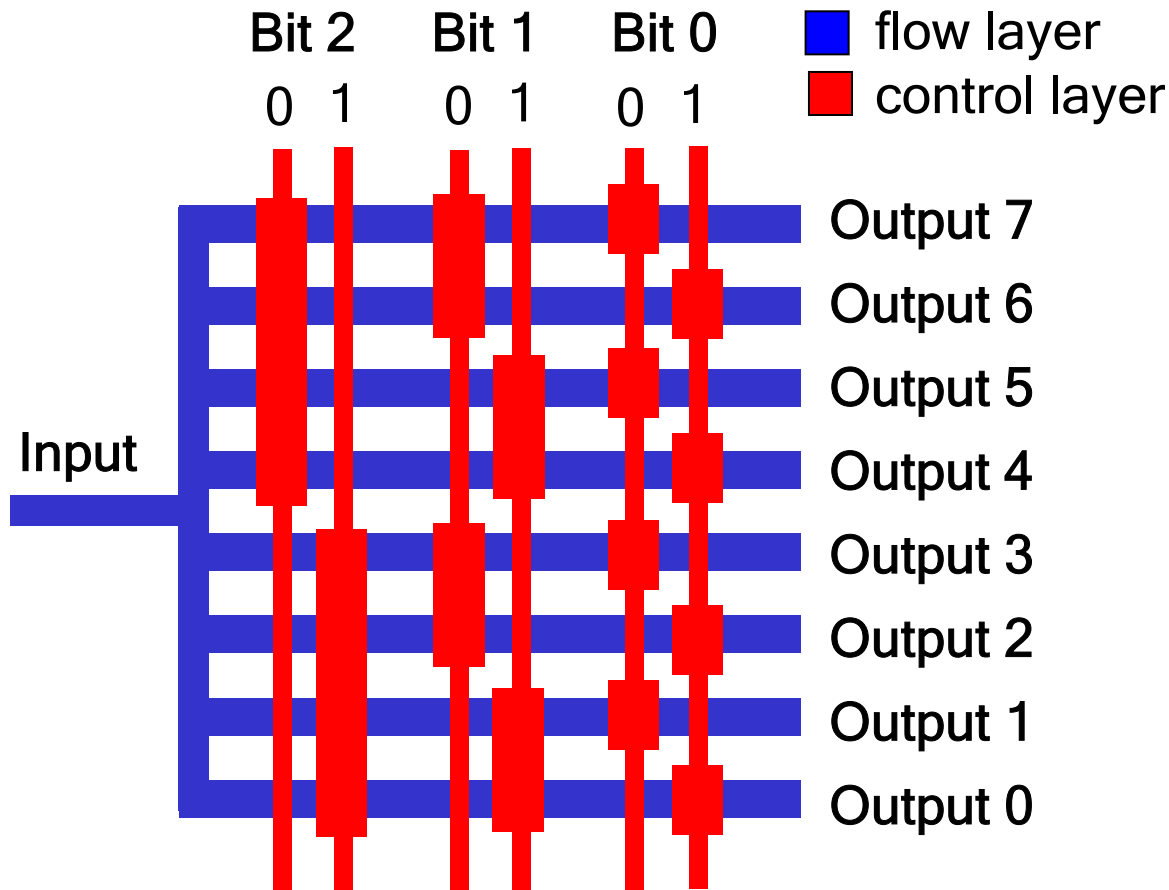 Bit 2 Bit 1 Bit 0
0 1 0 1 0 1
flow layer
control layer
Output 7
Output 6
Output 5
Output 4
Input
Output 3
Output 2
Output 1
Output 0